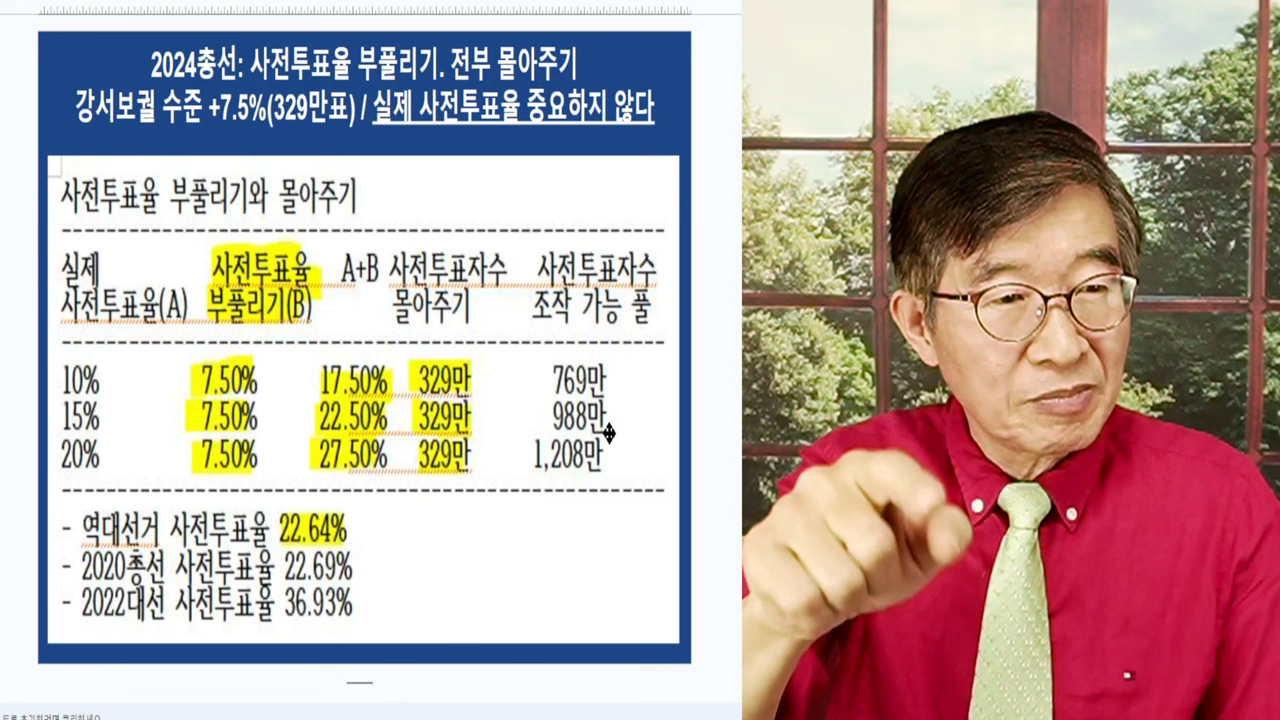 2024총선: 사전투표율 부풀리기. 전부 몰아주기
강서보궐 수준 +7.5%(329만표) / 실제 사전투표율 중요하지 않다
사전투표율 부풀리기와 몰아주기
실제 사전투표율 A+B 사전투표자수 사전투표자수
사전투표율(A) 부풀리기(B) 몰아주기 조작 가능 풀
10% 7.50% 17.50% 329만 769만
15% 7.50% 22.50% 329만 988만
20% 7.50% 27.50% 329만 1,208만
- 역대선거 사전투표율 22.64%
- 2020총선 사전투표율 22.69%
- 2022대선 사전투표율 36.93%